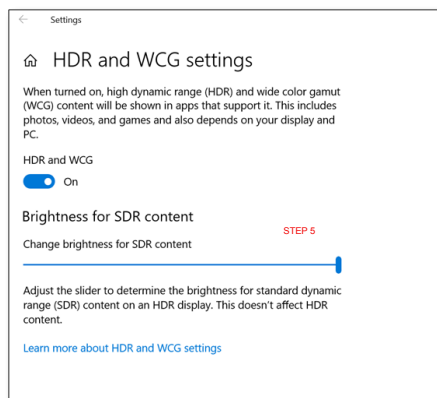 Settings
HDR and WCG settings
When turned on, high dynamic range (HDR) and wide color gamut
(WCG) content will be shown in apps that support it. This includes
photos, videos, and games and also depends on your display and
PC.
HDR and WCG
On
Brightness for SDR content
STEP 5
Change brightness for SDR content
Adjust the slider to determine the brightness for standard dynamic
range (SDR) content on an HDR display. This doesn't affect HDR
content.
Learn more about HDR and WCG settings